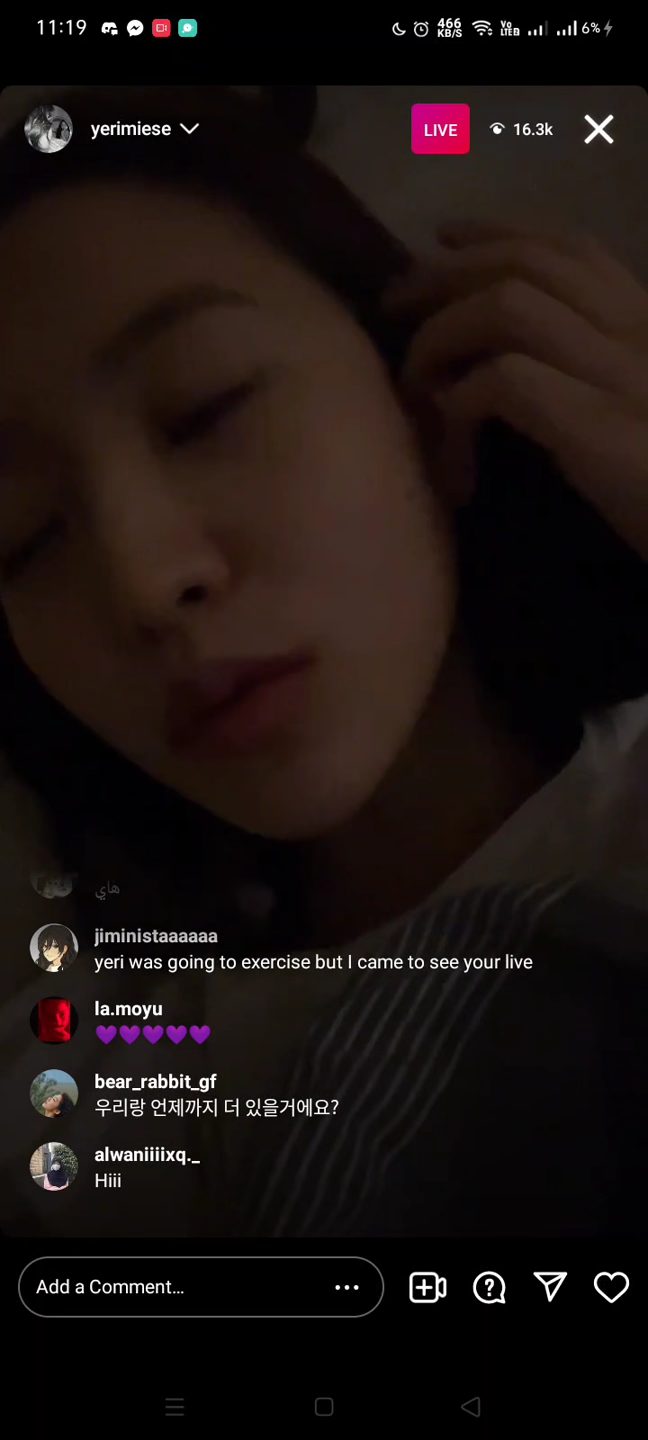 11:19
466 KB/S
Vo LTE2
6%
yerimiese
LIVE
16.3k
هاي
jiministaaaaaa
yeri was going to exercise but I came to see your live
la.moyu
💜💜💜💜💜
bear_rabbit_gf
우리랑 언제까지 더 있을거에요?
alwaniiiixq._
Hiii
Add a Comment...